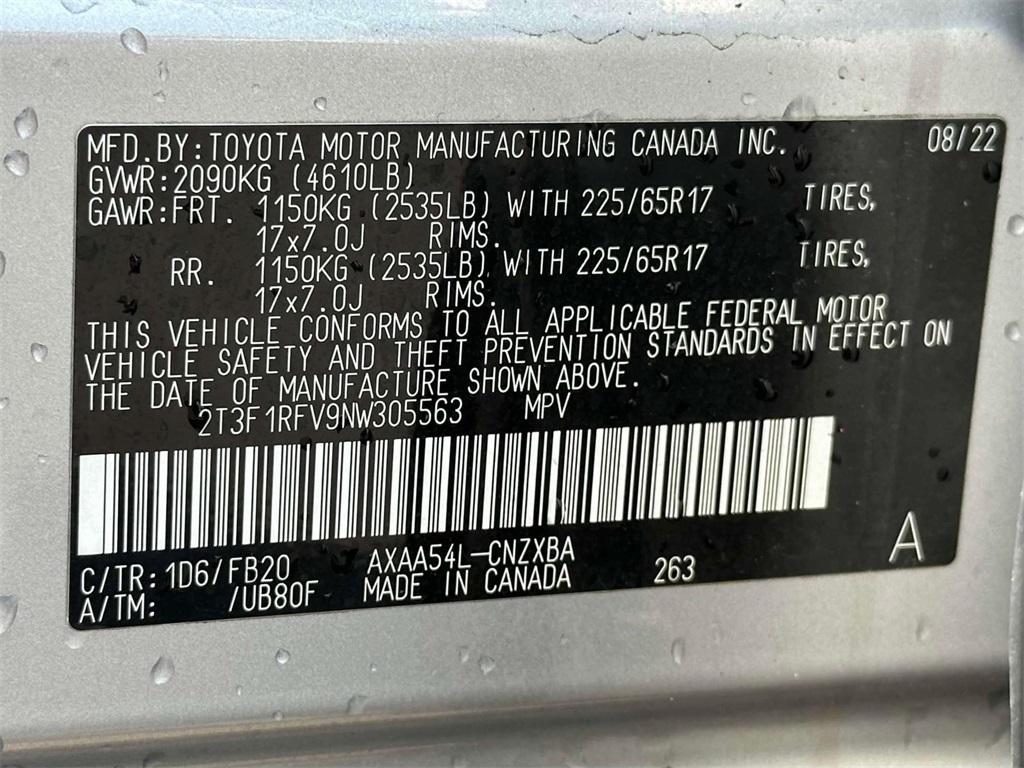 MFD.BY:TOYOTA MOTOR MANUFACTURING CANADA INC. 08/22
GVWR:2090KG (4610LB)
GAWR:FRT. 1150KG (2535LB) WITH 225/65R17 TIRES,
17x7.0J RIMS.
RR. 1150KG (2535LB) WITH 225/65R17 TIRES,
17x7.0J RIMS.
THIS VEHICLE CONFORMS TO ALL APPLICABLE FEDERAL MOTOR
VEHICLE SAFETY AND THEFT PREVENTION STANDARDS IN EFFECT ON
THE DATE OF MANUFACTURE SHOWN ABOVE.
2T3F1RFV9NW305563 MPV
A
C/TR:1D6/FB20 AXAA54L-CNZXBA
A/TM: /UB80F MADE IN CANADA 263